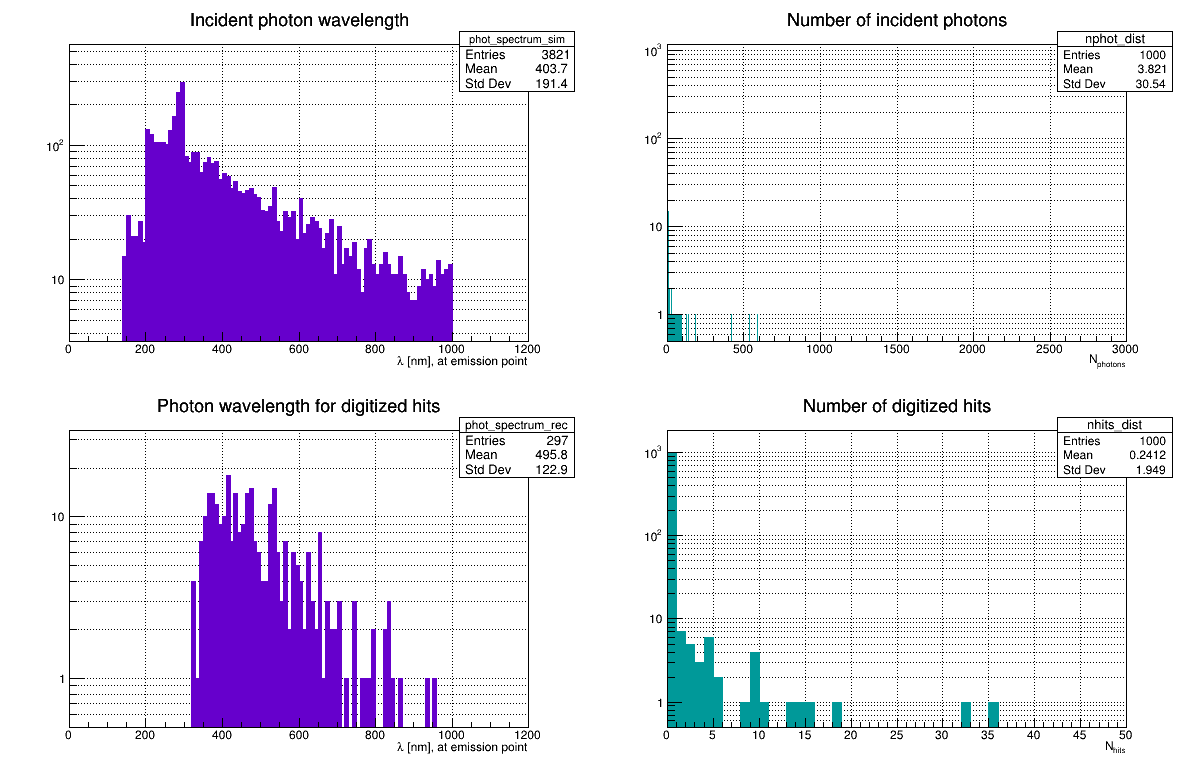 Incident photon wavelength
phot_spectrum_sim
Entries 3821
Mean 403.7
Std Dev 191.4
10²
10
0 200 400 600 800 1000 1200
λ [nm], at emission point
Number of incident photons
nphot_dist
Entries 1000
Mean 3.821
Std Dev 30.54
10³
10²
10
1
0 500 1000 1500 2000 2500 3000
Nphotons
Photon wavelength for digitized hits
phot_spectrum_rec
Entries 297
Mean 495.8
Std Dev 122.9
10
1
0 200 400 600 800 1000 1200
λ [nm], at emission point
Number of digitized hits
nhits_dist
Entries 1000
Mean 0.2412
Std Dev 1.949
10³
10²
10
1
0 5 10 15 20 25 30 35 40 45 50
Nhits